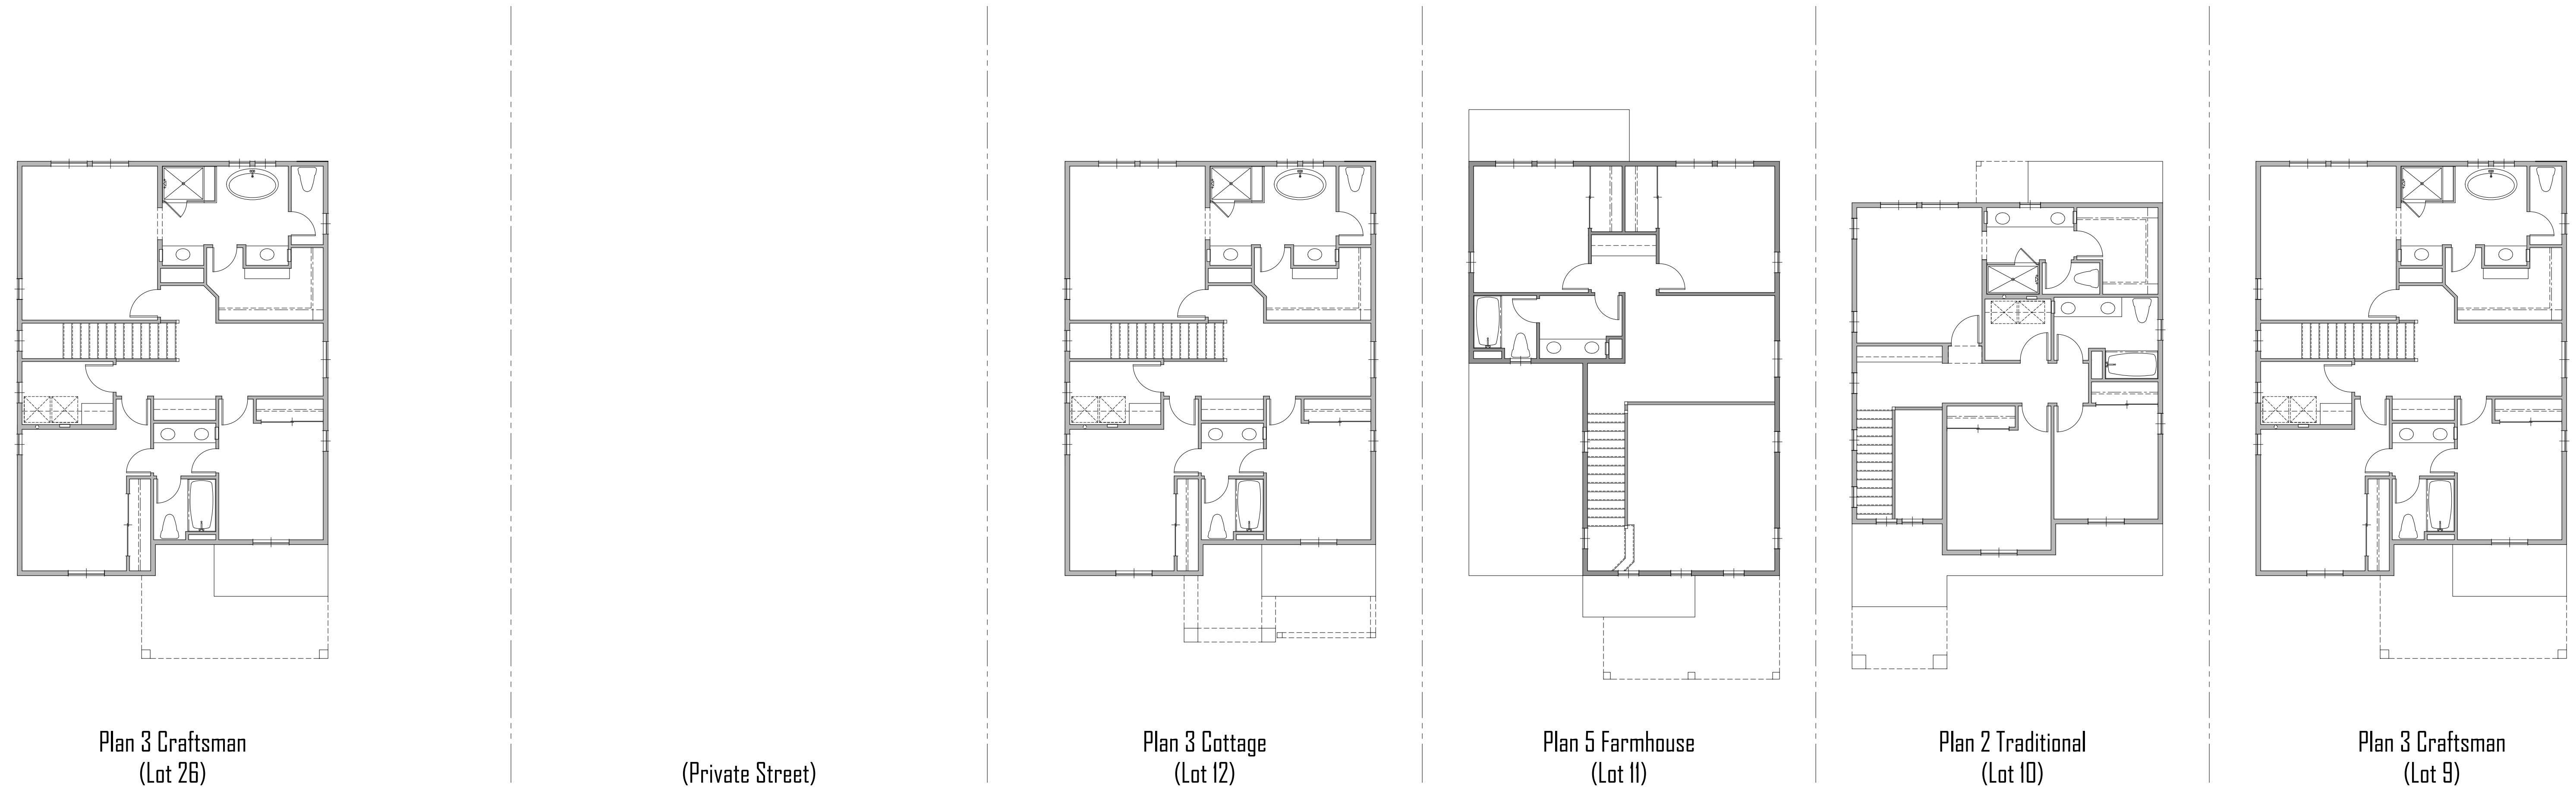 Plan 3 Craftsman
(Lot 26)
(Private Street)
Plan 3 Cottage
(Lot 12)
Plan 5 Farmhouse
(Lot 11)
Plan 2 Traditional
(Lot 10)
Plan 3 Craftsman
(Lot 9)